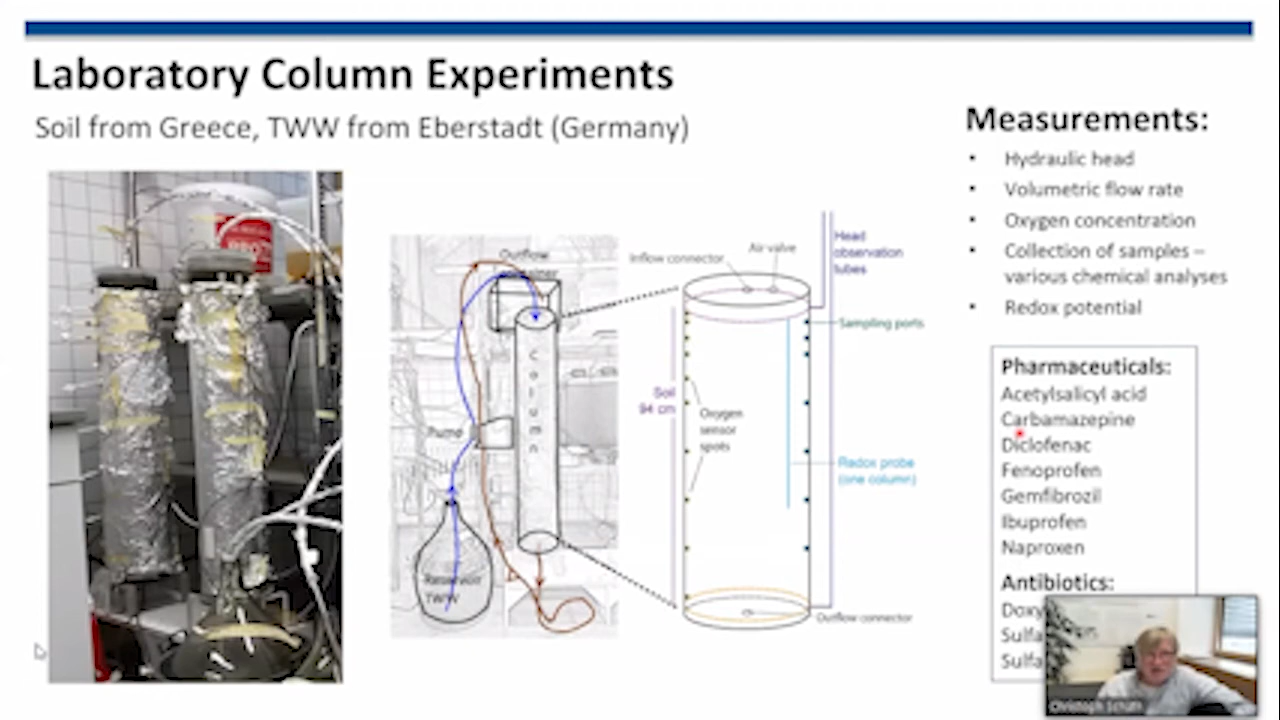 Laboratory Column Experiments
Soil from Greece, TWW from Eberstadt (Germany)
Measurements:
• Hydraulic head
• Volumetric flow rate
• Oxygen concentration
• Collection of samples –
various chemical analyses
• Redox potential
Pharmaceuticals:
Acetylsalicyl acid
Carbamazepine
Diclofenac
Fenoprofen
Gemfibrozil
Ibuprofen
Naproxen
Antibiotics:
Doxy
Sulfa
Sulfa
Outflow
container
Column
Pump
Reservoir
TWW
Inflow connector
Air valve
Head
observation
tubes
Sampling ports
Soil
94 cm
Oxygen
sensor
spots
Redox probe
(one column)
Outflow connector
Christoph